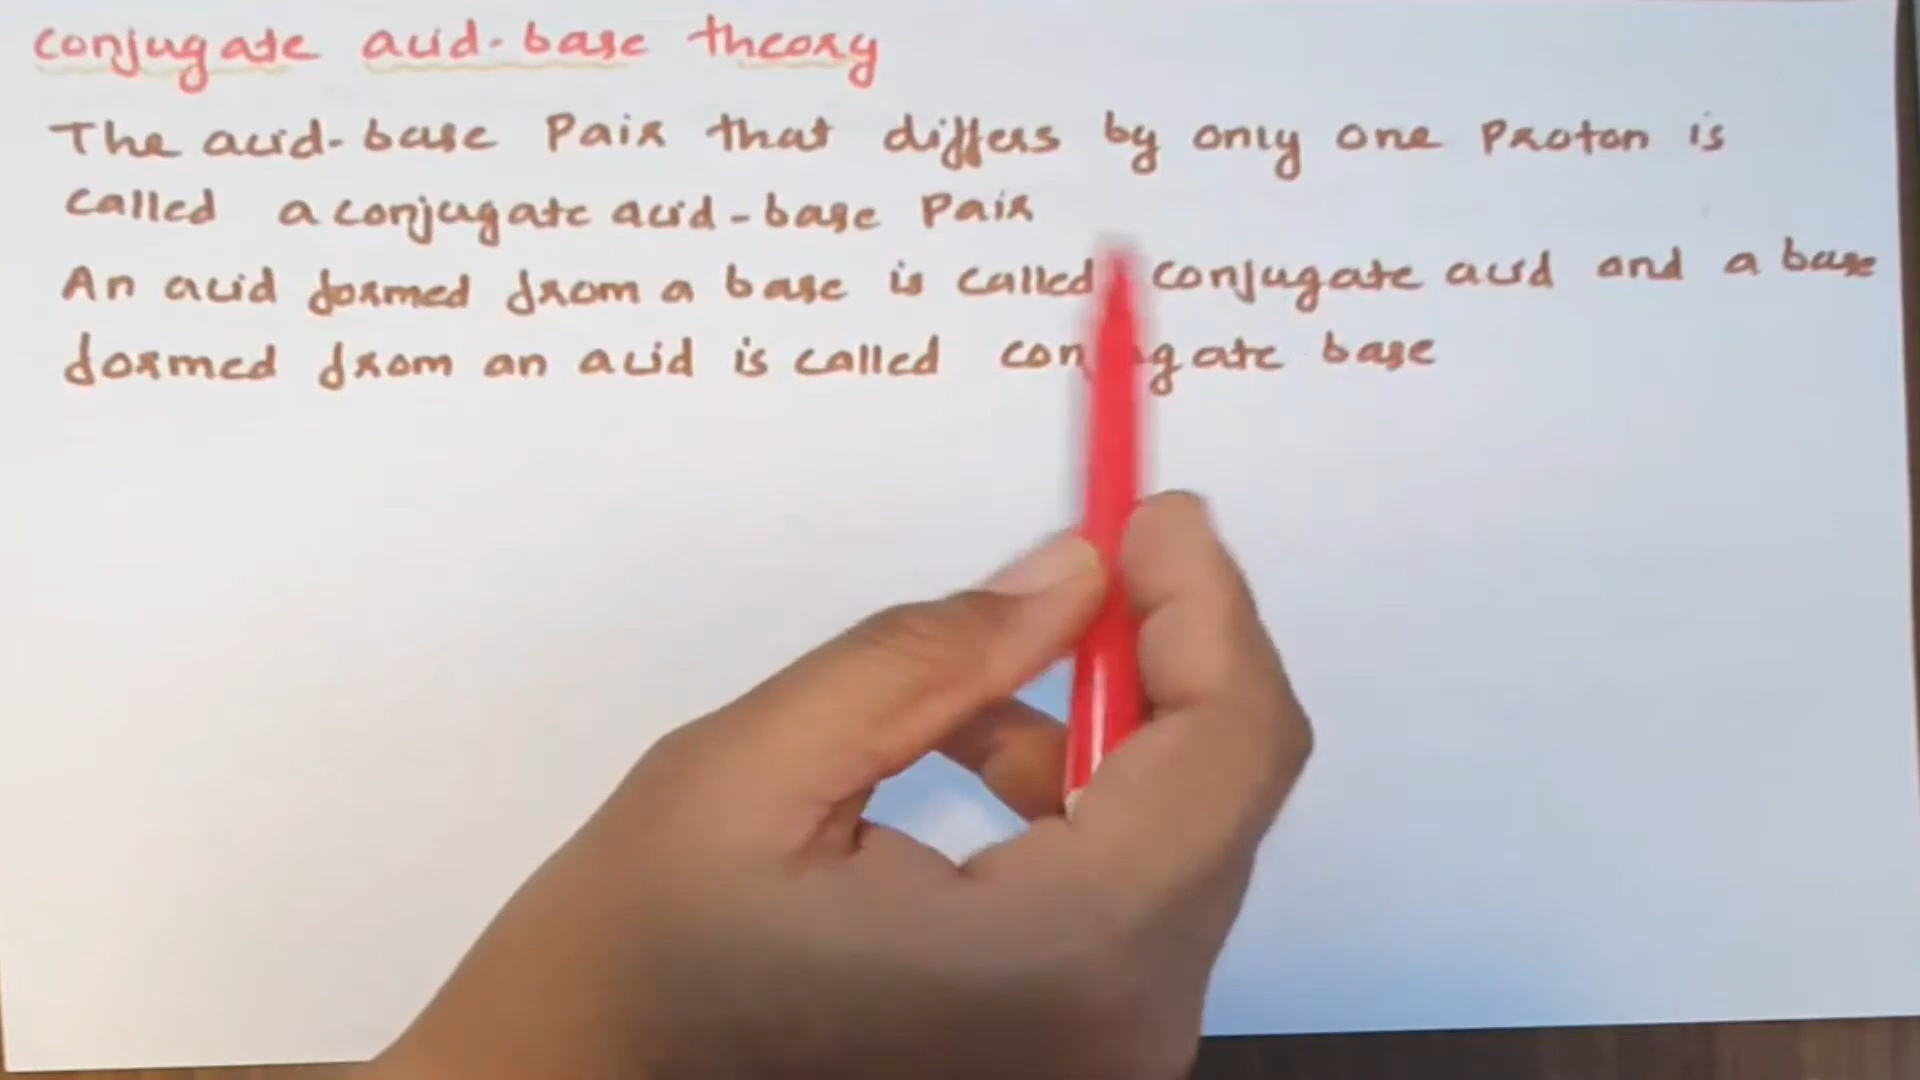 conjugate acid-base theory
The acid-base Pair that differs by only one Proton is
called a conjugate acid-base Pair
An acid formed from a base is called conjugate acid and a base
formed from an acid is called conjugate base